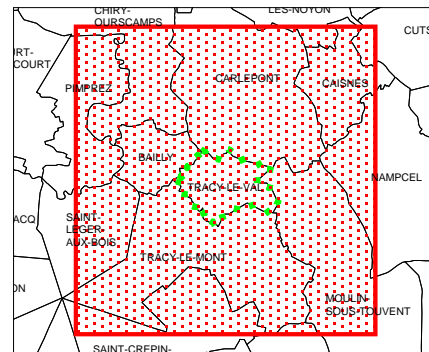 CHIRY-
OURSCAMPS
LES-NOYON
CUTS
URT-
COURT
PIMPREZ
CARLEPONT
CAISNES
BAILLY
NAMPCEL
TRACY-LE-VAL
ACQ
SAINT-
LEGER-
AUX-BOIS
TRACY-LE-MONT
ON
MOULIN-
SOUS-TOUVENT
SAINT-CREPIN-